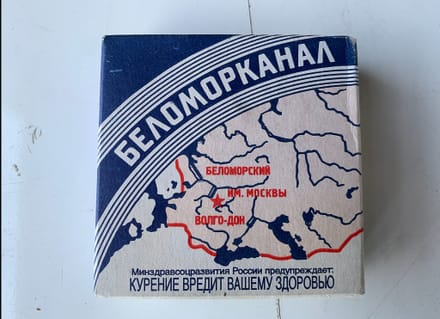 БЕЛОМОРКАНАЛ
БЕЛОМОРСКИЙ
ИМ. МОСКВЫ
ВОЛГО-ДОН
Минздравсоцразвития России предупреждает:
КУРЕНИЕ ВРЕДИТ ВАШЕМУ ЗДОРОВЬЮ